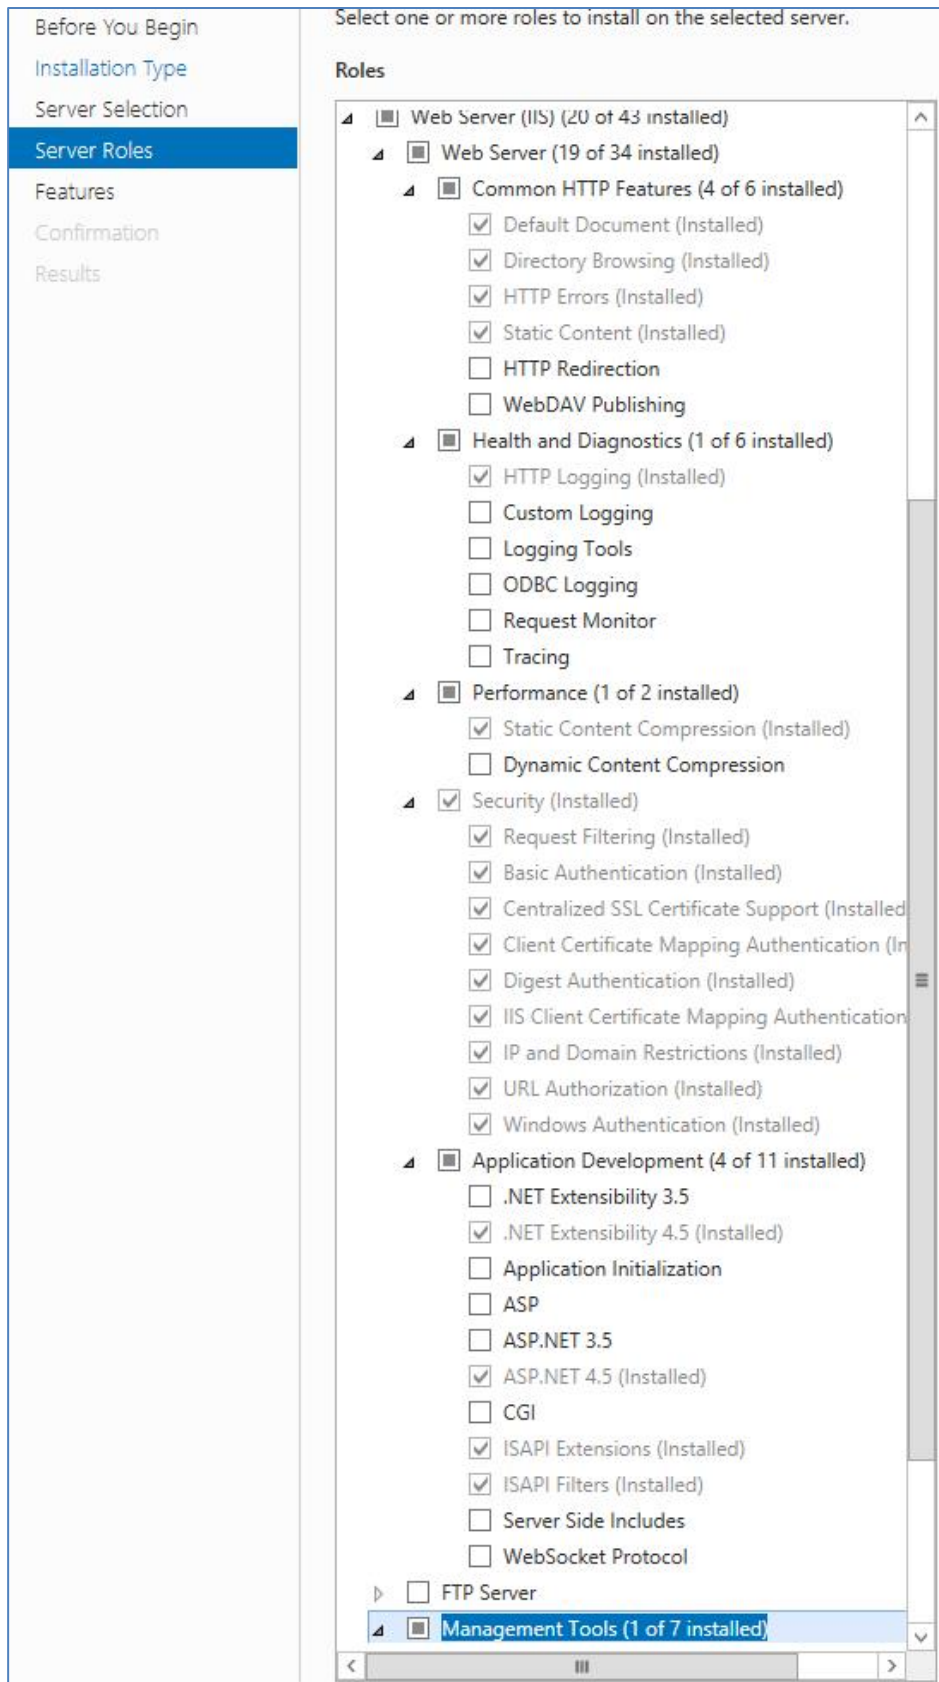 Before You Begin
Installation Type
Server Selection
Server Roles
Features
Confirmation
Results
Select one or more roles to install on the selected server.
Roles
Web Server (IIS) (20 of 43 installed)
Web Server (19 of 34 installed)
Common HTTP Features (4 of 6 installed)
Default Document (Installed)
Directory Browsing (Installed)
HTTP Errors (Installed)
Static Content (Installed)
HTTP Redirection
WebDAV Publishing
Health and Diagnostics (1 of 6 installed)
HTTP Logging (Installed)
Custom Logging
Logging Tools
ODBC Logging
Request Monitor
Tracing
Performance (1 of 2 installed)
Static Content Compression (Installed)
Dynamic Content Compression
Security (Installed)
Request Filtering (Installed)
Basic Authentication (Installed)
Centralized SSL Certificate Support (Installed
Client Certificate Mapping Authentication (In
Digest Authentication (Installed)
IIS Client Certificate Mapping Authentication
IP and Domain Restrictions (Installed)
URL Authorization (Installed)
Windows Authentication (Installed)
Application Development (4 of 11 installed)
.NET Extensibility 3.5
.NET Extensibility 4.5 (Installed)
Application Initialization
ASP
ASP.NET 3.5
ASP.NET 4.5 (Installed)
CGI
ISAPI Extensions (Installed)
ISAPI Filters (Installed)
Server Side Includes
WebSocket Protocol
FTP Server
Management Tools (1 of 7 installed)